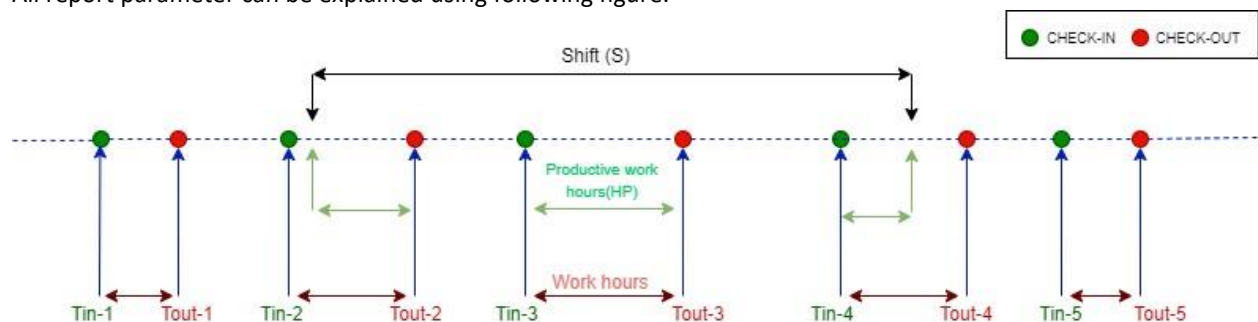 All report parameter can be explained using following figure.
CHECK-IN CHECK-OUT
Shift (S)
Productive work
hours(HP)
Work hours
Tin-1 Tout-1 Tin-2 Tout-2 Tin-3 Tout-3 Tin-4 Tout-4 Tin-5 Tout-5